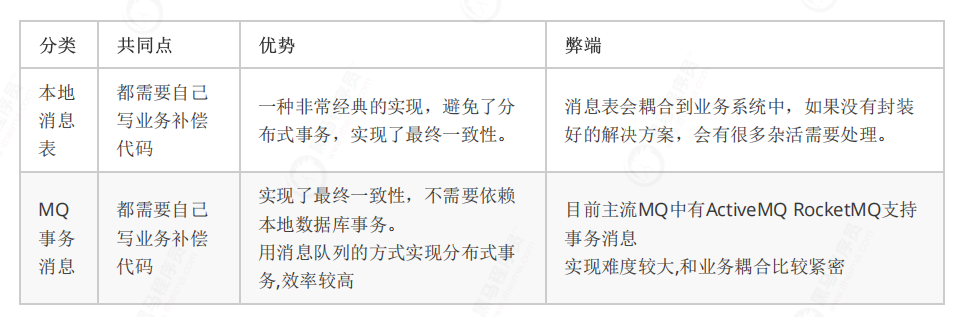 分类 共同点 优势 弊端
本地
消息
表
都需要自己
写业务补偿
代码
一种非常经典的实现，避免了分
布式事务，实现了最终一致性。
消息表会耦合到业务系统中，如果没有封装
好的解决方案，会有很多杂活需要处理。
MQ
事务
消息
都需要自己
写业务补偿
代码
实现了最终一致性，不需要依赖
本地数据库事务。
用消息队列的方式实现分布式事
务,效率较高
目前主流MQ中有ActiveMQ RocketMQ支持
事务消息
实现难度较大,和业务耦合比较紧密